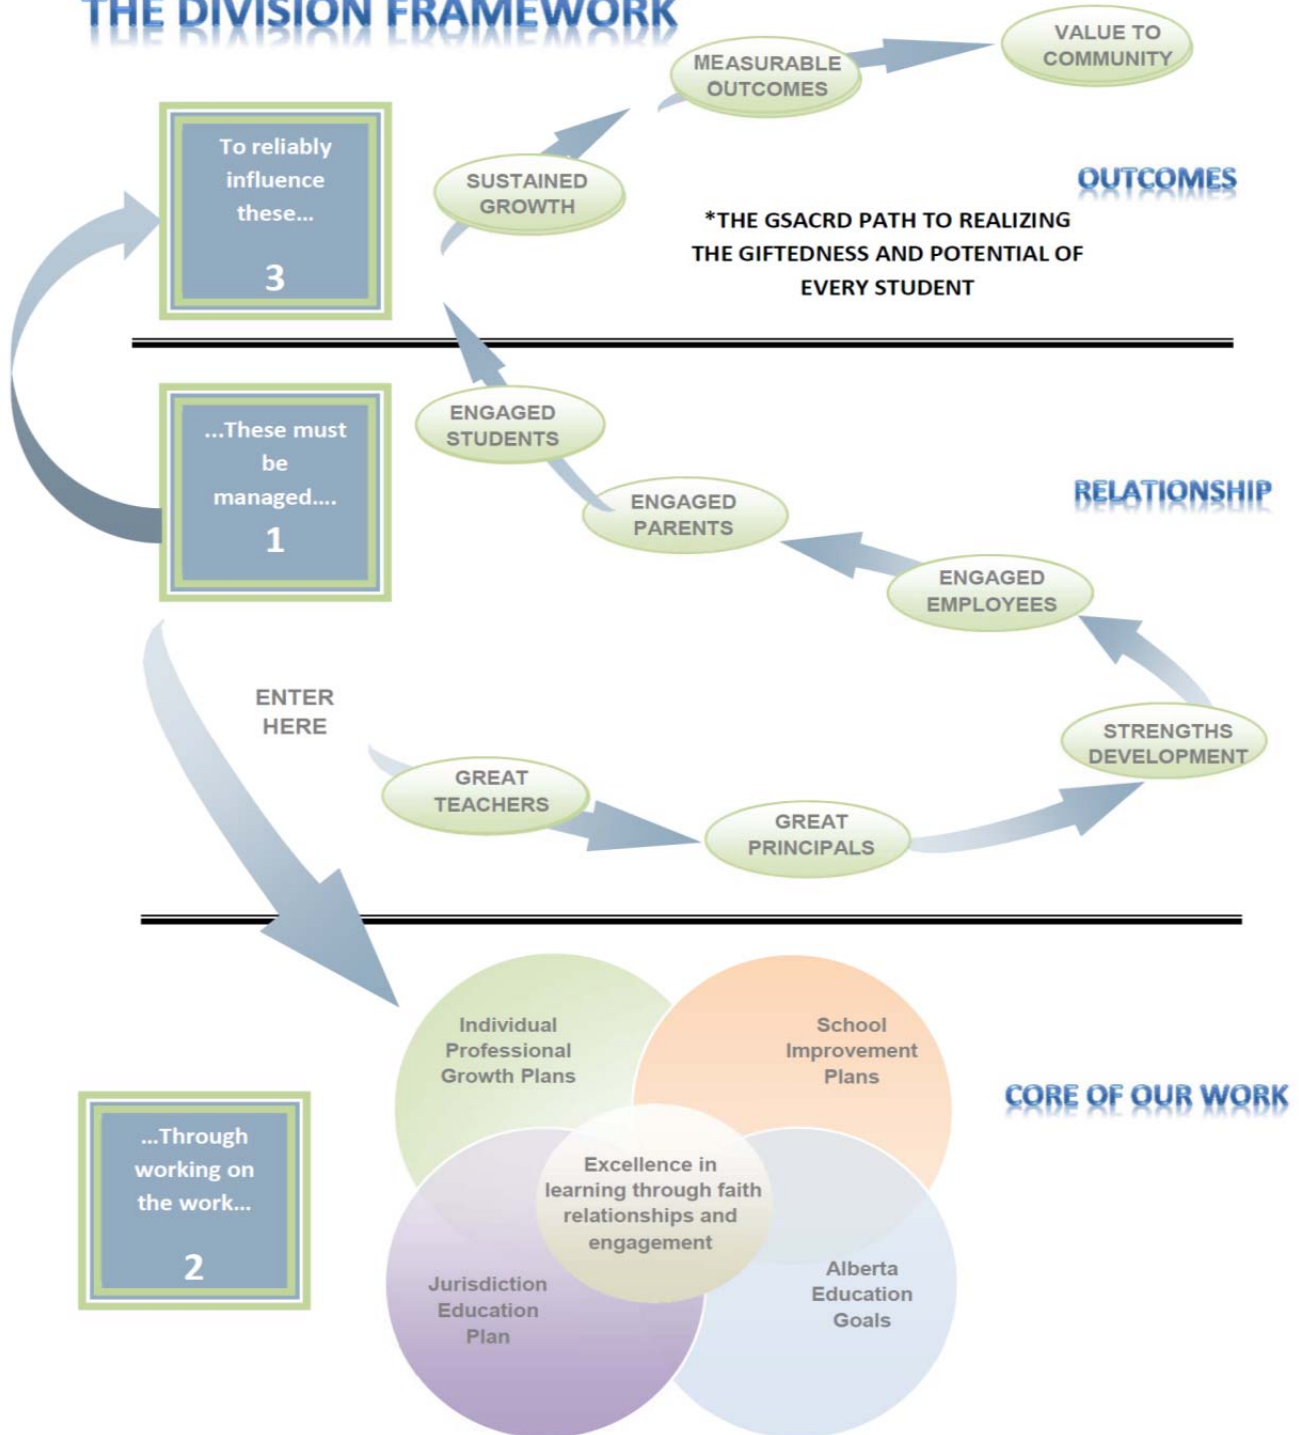 THE DIVISION FRAMEWORK
VALUE TO
COMMUNITY
MEASURABLE
OUTCOMES
To reliably
influence
these...
3
SUSTAINED
GROWTH
OUTCOMES
*THE GSACRD PATH TO REALIZING
THE GIFTEDNESS AND POTENTIAL OF
EVERY STUDENT
...These must
be
managed....
1
ENGAGED
STUDENTS
ENGAGED
PARENTS
RELATIONSHIP
ENGAGED
EMPLOYEES
ENTER
HERE
STRENGTHS
DEVELOPMENT
GREAT
TEACHERS
GREAT
PRINCIPALS
Individual
Professional
Growth Plans
School
Improvement
Plans
CORE OF OUR WORK
...Through
working on
the work...
2
Excellence in
learning through faith
relationships and
engagement
Jurisdiction
Education
Plan
Alberta
Education
Goals